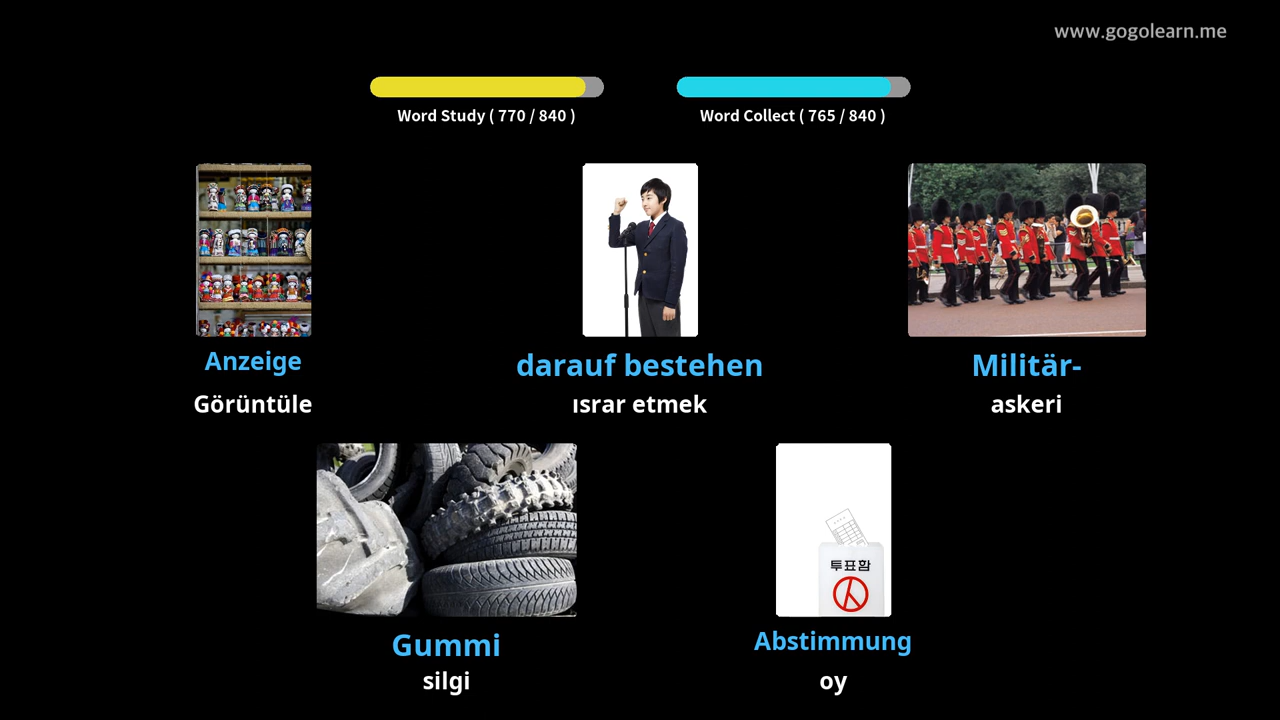 www.gogolearn.me
Word Study ( 770 / 840 )
Word Collect ( 765 / 840 )
Anzeige
Görüntüle
darauf bestehen
ısrar etmek
Militär-
askeri
투표함
Gummi
silgi
Abstimmung
oy